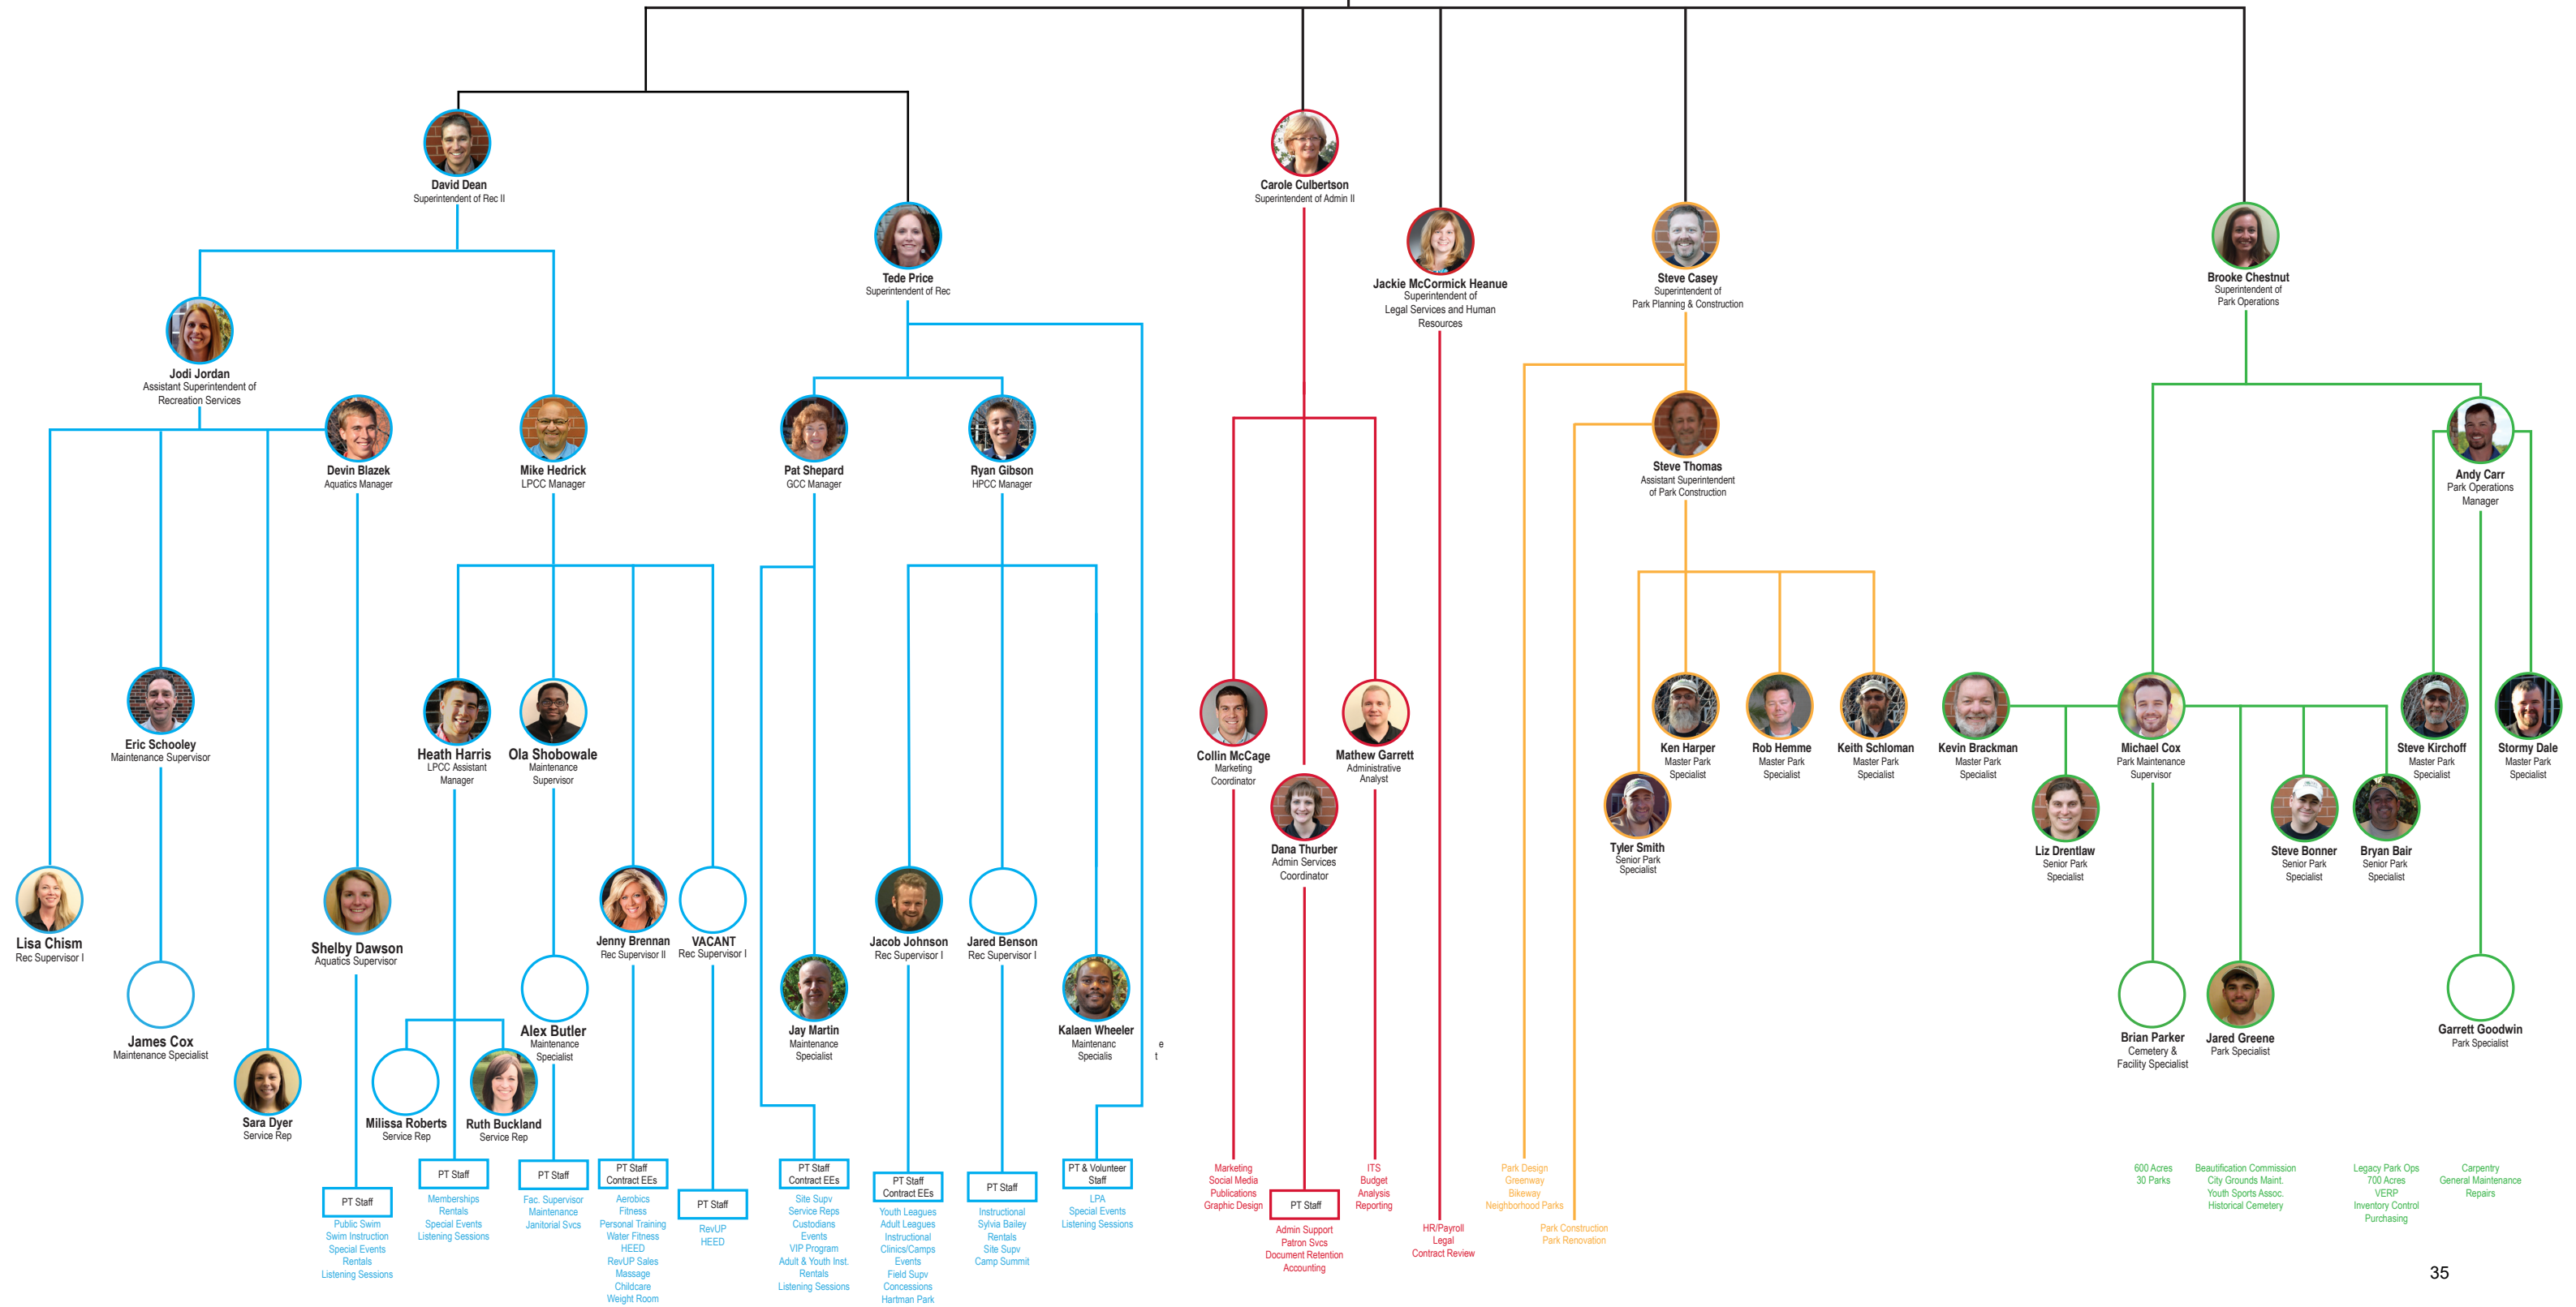 David Dean
Superintendent of Rec II
Carole Culbertson
Superintendent of Admin II
Tede Price
Superintendent of Rec
Jackie McCormick Heanue
Superintendent of
Legal Services and Human
Resources
Steve Casey
Superintendent of
Park Planning & Construction
Brooke Chestnut
Superintendent of
Park Operations
Jodi Jordan
Assistant Superintendent of
Recreation Services
Devin Blazek
Aquatics Manager
Mike Hedrick
LPCC Manager
Pat Shepard
GCC Manager
Ryan Gibson
HPCC Manager
Steve Thomas
Assistant Superintendent
of Park Construction
Andy Carr
Park Operations
Manager
Eric Schooley
Maintenance Supervisor
Heath Harris
LPCC Assistant
Manager
Ola Shobowale
Maintenance
Supervisor
Collin McCage
Marketing
Coordinator
Mathew Garrett
Administrative
Analyst
Ken Harper
Master Park
Specialist
Rob Hemme
Master Park
Specialist
Keith Schloman
Master Park
Specialist
Kevin Brackman
Master Park
Specialist
Michael Cox
Park Maintenance
Supervisor
Steve Kirchoff
Master Park
Specialist
Stormy Dale
Master Park
Specialist
Dana Thurber
Admin Services
Coordinator
Tyler Smith
Senior Park
Specialist
Liz Drentlaw
Senior Park
Specialist
Steve Bonner
Senior Park
Specialist
Bryan Bair
Senior Park
Specialist
Lisa Chism
Rec Supervisor I
Shelby Dawson
Aquatics Supervisor
Jenny Brennan
Rec Supervisor II
VACANT
Rec Supervisor I
Jacob Johnson
Rec Supervisor I
Jared Benson
Rec Supervisor I
James Cox
Maintenance Specialist
Alex Butler
Maintenance
Specialist
Jay Martin
Maintenance
Specialist
Kalaen Wheeler
Maintenanc e
Specialis t
Brian Parker
Cemetery &
Facility Specialist
Jared Greene
Park Specialist
Garrett Goodwin
Park Specialist
Sara Dyer
Service Rep
Milissa Roberts
Service Rep
Ruth Buckland
Service Rep
PT Staff
Public Swim
Swim Instruction
Special Events
Rentals
Listening Sessions
PT Staff
Memberships
Rentals
Special Events
Listening Sessions
PT Staff
Fac. Supervisor
Maintenance
Janitorial Svcs
PT Staff
Contract EEs
Aerobics
Fitness
Personal Training
Water Fitness
HEED
RevUP Sales
Massage
Childcare
Weight Room
PT Staff
RevUP
HEED
PT Staff
Contract EEs
Site Supv
Service Reps
Custodians
Events
VIP Program
Adult & Youth Inst.
Rentals
Listening Sessions
PT Staff
Contract EEs
Youth Leagues
Adult Leagues
Instructional
Clinics/Camps
Events
Field Supv
Concessions
Hartman Park
PT Staff
Instructional
Sylvia Bailey
Rentals
Site Supv
Camp Summit
PT & Volunteer
Staff
LPA
Special Events
Listening Sessions
Marketing
Social Media
Publications
Graphic Design
PT Staff
Admin Support
Patron Svcs
Document Retention
Accounting
ITS
Budget
Analysis
Reporting
HR/Payroll
Legal
Contract Review
Park Design
Greenway
Bikeway
Neighborhood Parks
Park Construction
Park Renovation
600 Acres
30 Parks
Beautification Commission
City Grounds Maint.
Youth Sports Assoc.
Historical Cemetery
Legacy Park Ops
700 Acres
VERP
Inventory Control
Purchasing
Carpentry
General Maintenance
Repairs
35